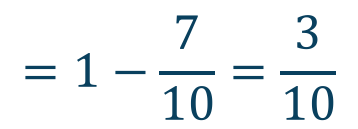 = 1 − 7/10 = 3/10